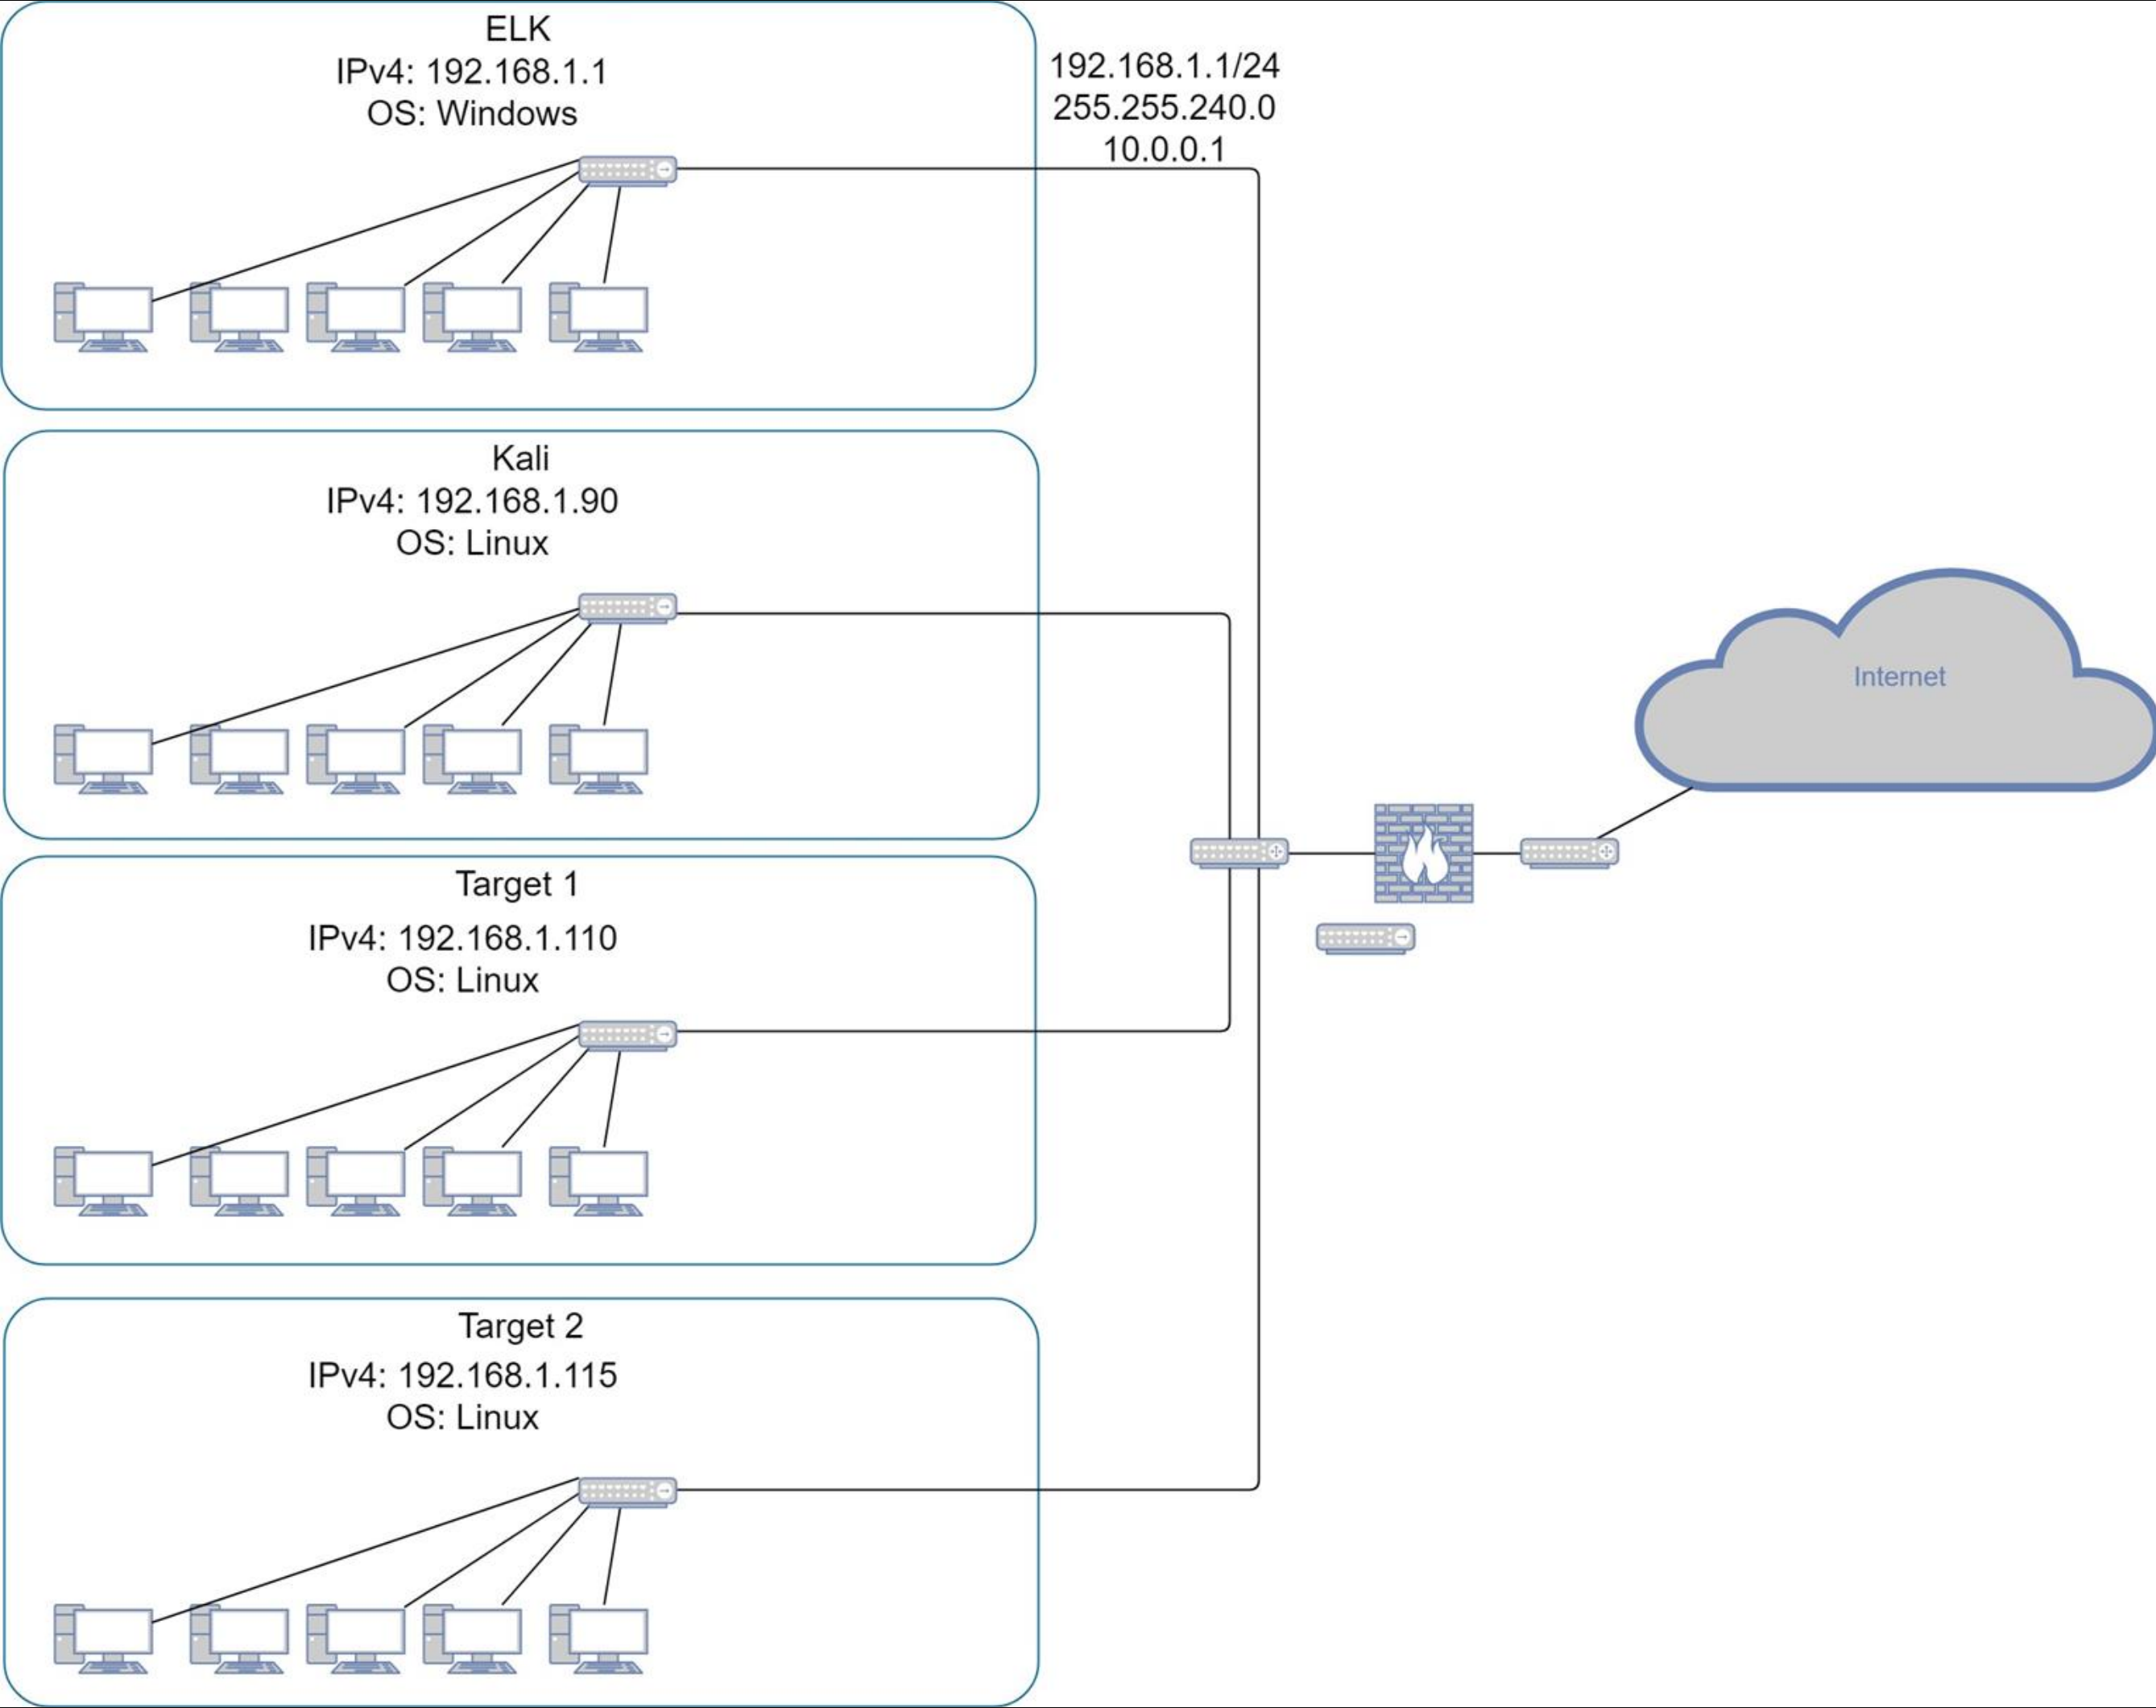 ELK
IPv4: 192.168.1.1
OS: Windows
192.168.1.1/24
255.255.240.0
10.0.0.1
Kali
IPv4: 192.168.1.90
OS: Linux
Internet
Target 1
IPv4: 192.168.1.110
OS: Linux
Target 2
IPv4: 192.168.1.115
OS: Linux